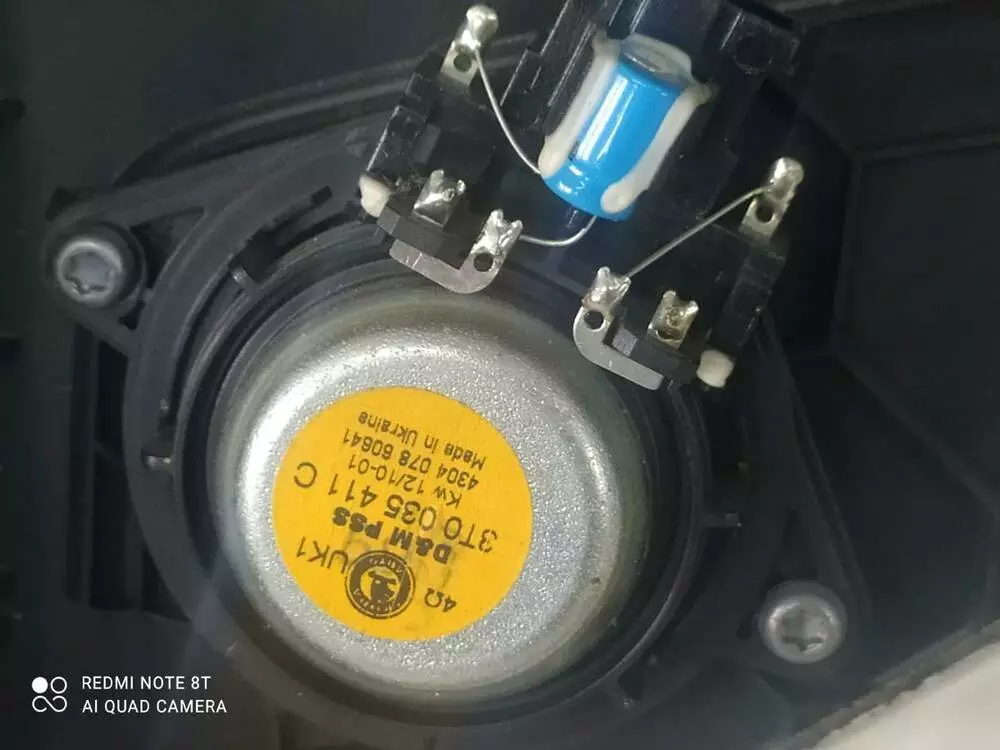 4Ω
UK1
D&M PSS
3T0 035 411 C
Kw 12/10-01
4304 078 60641
Made in Ukraine
REDMI NOTE 8T
AI QUAD CAMERA